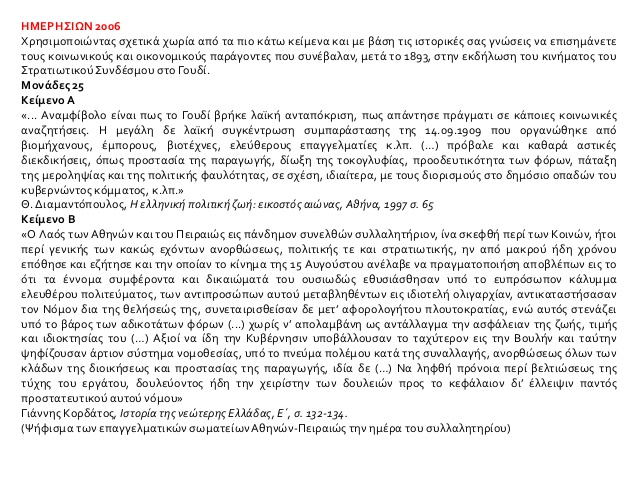 ΗΜΕΡΗΣΙΩΝ 2006
Χρησιμοποιώντας σχετικά χωρία από τα πιο κάτω κείμενα και με βάση τις ιστορικές σας γνώσεις να επισημάνετε
τους κοινωνικούς και οικονομικούς παράγοντες που συνέβαλαν, μετά το 1893, στην εκδήλωση του κινήματος του
Στρατιωτικού Συνδέσμου στο Γουδί.
Μονάδες 25
Κείμενο Α
«... Αναμφίβολο είναι πως το Γουδί βρήκε λαϊκή ανταπόκριση, πως απάντησε πράγματι σε κάποιες κοινωνικές
αναζητήσεις. Η μεγάλη δε λαϊκή συγκέντρωση συμπαράστασης της 14.09.1909 που οργανώθηκε από
βιομήχανους, έμπορους, βιοτέχνες, ελεύθερους επαγγελματίες κ.λπ. (...) πρόβαλε και καθαρά αστικές
διεκδικήσεις, όπως προστασία της παραγωγής, δίωξη της τοκογλυφίας, προοδευτικότητα των φόρων, πάταξη
της μεροληψίας και της πολιτικής φαυλότητας, σε σχέση, ιδιαίτερα, με τους διορισμούς στο δημόσιο οπαδών του
κυβερνώντος κόμματος, κ.λπ.»
Θ. Διαμαντόπουλος, Η ελληνική πολιτική ζωή: εικοστός αιώνας, Αθήνα, 1997 σ. 65
Κείμενο Β
«Ο Λαός των Αθηνών και του Πειραιώς εις πάνδημον συνελθών συλλαλητήριον, ίνα σκεφθή περί των Κοινών, ήτοι
περί γενικής των κακώς εχόντων ανορθώσεως, πολιτικής τε και στρατιωτικής, ην από μακρού ήδη χρόνου
επόθησε και εζήτησε και την οποίαν το κίνημα της 15 Αυγούστου ανέλαβε να πραγματοποιήση αποβλέπων εις το
ότι τα έννομα συμφέροντα και δικαιώματά του ουσιωδώς εθυσιάσθησαν υπό το ευπρόσωπον κάλυμμα
ελευθέρου πολιτεύματος, των αντιπροσώπων αυτού μεταβληθέντων εις ιδιοτελή ολιγαρχίαν, αντικαταστήσασαν
τον Νόμον δια της θελήσεώς της, συνεταιρισθείσαν δε μετ’ αφορολογήτου πλουτοκρατίας, ενώ αυτός στενάζει
υπό το βάρος των αδικοτάτων φόρων (...) χωρίς ν’ απολαμβάνη ως αντάλλαγμα την ασφάλειαν της ζωής, τιμής
και ιδιοκτησίας του (...) Αξιοί να ίδη την Κυβέρνησιν υποβάλλουσαν το ταχύτερον εις την Βουλήν και ταύτην
ψηφίζουσαν άρτιον σύστημα νομοθεσίας, υπό το πνεύμα πολέμου κατά της συναλλαγής, ανορθώσεως όλων των
κλάδων της διοικήσεως και προστασίας της παραγωγής, ιδία δε (...) Να ληφθή πρόνοια περί βελτιώσεως της
τύχης του εργάτου, δουλεύοντος ήδη την χειρίστην των δουλειών προς το κεφάλαιον δι’ έλλειψιν παντός
προστατευτικού αυτού νόμου»
Γιάννης Κορδάτος, Ιστορία της νεώτερης Ελλάδας, Ε΄, σ. 132-134.
(Ψήφισμα των επαγγελματικών σωματείων Αθηνών-Πειραιώς την ημέρα του συλλαλητηρίου)